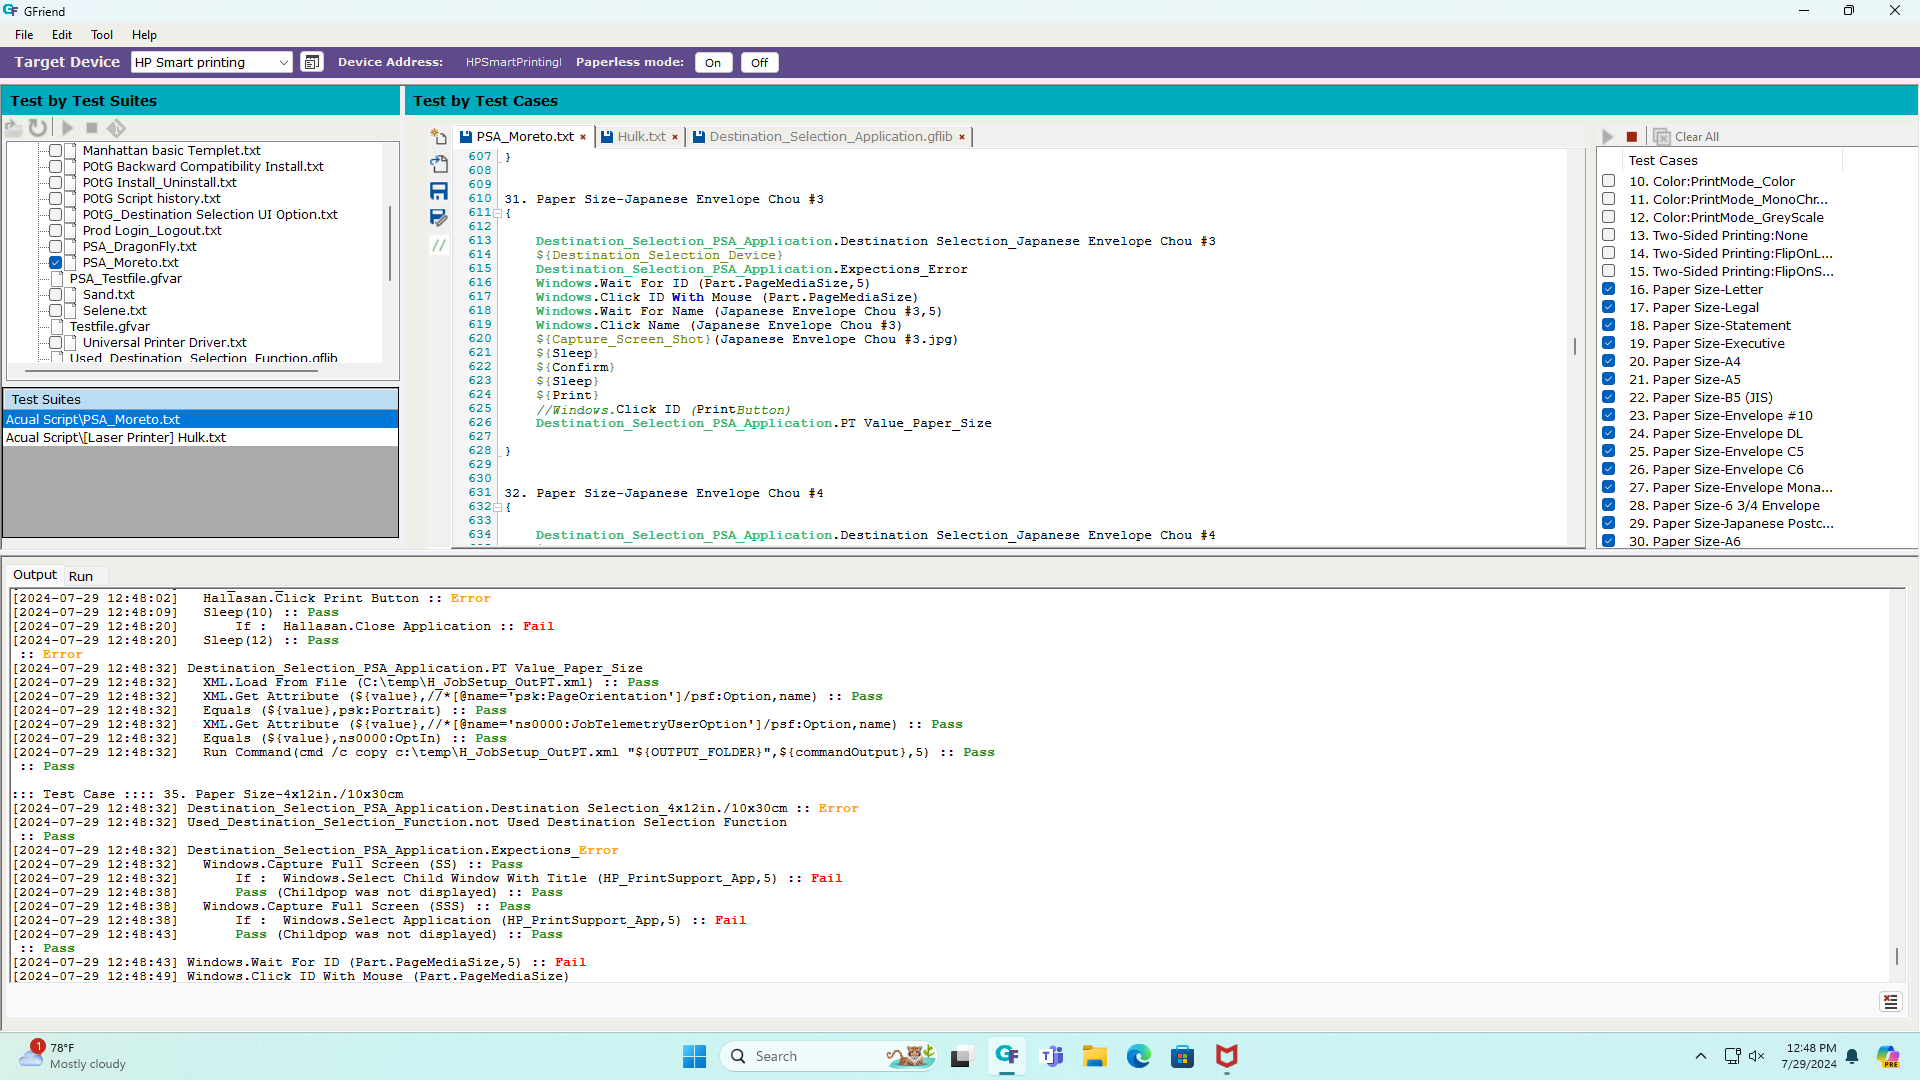 GFriend
File Edit Tool Help
Target Device HP Smart printing Device Address: HPSmartPrintingI Paperless mode: On Off
Test by Test Suites
Manhattan basic Templet.txt
POtG Backward Compatibility Install.txt
POtG Install_Uninstall.txt
POtG Script history.txt
POtG_Destination Selection UI Option.txt
Prod Login_Logout.txt
PSA_DragonFly.txt
PSA_Moreto.txt
PSA_Testfile.gfvar
Sand.txt
Selene.txt
Testfile.gfvar
Universal Printer Driver.txt
Used_Destination_Selection_Function.gflib
Test Suites
Acual Script\PSA_Moreto.txt
Acual Script\[Laser Printer] Hulk.txt
Test by Test Cases
PSA_Moreto.txt × Hulk.txt × Destination_Selection_Application.gflib ×
607 }
608
609
610 31. Paper Size-Japanese Envelope Chou #3
611 {
612
613 Destination_Selection_PSA_Application.Destination Selection_Japanese Envelope Chou #3
614 ${Destination_Selection_Device}
615 Destination_Selection_PSA_Application.Expections_Error
616 Windows.Wait For ID (Part.PageMediaSize,5)
617 Windows.Click ID With Mouse (Part.PageMediaSize)
618 Windows.Wait For Name (Japanese Envelope Chou #3,5)
619 Windows.Click Name (Japanese Envelope Chou #3)
620 ${Capture_Screen_Shot}(Japanese Envelope Chou #3.jpg)
621 ${Sleep}
622 ${Confirm}
623 ${Sleep}
624 ${Print}
625 //Windows.Click ID (PrintButton)
626 Destination_Selection_PSA_Application.PT Value_Paper_Size
627
628 }
629
630
631 32. Paper Size-Japanese Envelope Chou #4
632 {
633
634 Destination_Selection_PSA_Application.Destination Selection_Japanese Envelope Chou #4
Clear All
Test Cases
10. Color:PrintMode_Color
11. Color:PrintMode_MonoChr...
12. Color:PrintMode_GreyScale
13. Two-Sided Printing:None
14. Two-Sided Printing:FlipOnL...
15. Two-Sided Printing:FlipOnS...
16. Paper Size-Letter
17. Paper Size-Legal
18. Paper Size-Statement
19. Paper Size-Executive
20. Paper Size-A4
21. Paper Size-A5
22. Paper Size-B5 (JIS)
23. Paper Size-Envelope #10
24. Paper Size-Envelope DL
25. Paper Size-Envelope C5
26. Paper Size-Envelope C6
27. Paper Size-Envelope Mona...
28. Paper Size-6 3/4 Envelope
29. Paper Size-Japanese Postc...
30. Paper Size-A6
Output Run
[2024-07-29 12:48:02] Hallasan.Click Print Button :: Error
[2024-07-29 12:48:09] Sleep(10) :: Pass
[2024-07-29 12:48:20] If : Hallasan.Close Application :: Fail
[2024-07-29 12:48:20] Sleep(12) :: Pass
:: Error
[2024-07-29 12:48:32] Destination_Selection_PSA_Application.PT Value_Paper_Size
[2024-07-29 12:48:32] XML.Load From File (C:\temp\H_JobSetup_OutPT.xml) :: Pass
[2024-07-29 12:48:32] XML.Get Attribute (${value},//*[@name='psk:PageOrientation']/psf:Option,name) :: Pass
[2024-07-29 12:48:32] Equals (${value},psk:Portrait) :: Pass
[2024-07-29 12:48:32] XML.Get Attribute (${value},//*[@name='ns0000:JobTelemetryUserOption']/psf:Option,name) :: Pass
[2024-07-29 12:48:32] Equals (${value},ns0000:OptIn) :: Pass
[2024-07-29 12:48:32] Run Command(cmd /c copy c:\temp\H_JobSetup_OutPT.xml "${OUTPUT_FOLDER}",${commandOutput},5) :: Pass
:: Pass
::: Test Case :::: 35. Paper Size-4x12in./10x30cm
[2024-07-29 12:48:32] Destination_Selection_PSA_Application.Destination Selection_4x12in./10x30cm :: Error
[2024-07-29 12:48:32] Used_Destination_Selection_Function.not Used Destination Selection Function
:: Pass
[2024-07-29 12:48:32] Destination_Selection_PSA_Application.Expections_Error
[2024-07-29 12:48:32] Windows.Capture Full Screen (SS) :: Pass
[2024-07-29 12:48:32] If : Windows.Select Child Window With Title (HP_PrintSupport_App,5) :: Fail
[2024-07-29 12:48:38] Pass (Childpop was not displayed) :: Pass
[2024-07-29 12:48:38] Windows.Capture Full Screen (SSS) :: Pass
[2024-07-29 12:48:38] If : Windows.Select Application (HP_PrintSupport_App,5) :: Fail
[2024-07-29 12:48:43] Pass (Childpop was not displayed) :: Pass
:: Pass
[2024-07-29 12:48:43] Windows.Wait For ID (Part.PageMediaSize,5) :: Fail
[2024-07-29 12:48:49] Windows.Click ID With Mouse (Part.PageMediaSize)
1
78°F
Mostly cloudy
Search
12:48 PM
7/29/2024
PRE